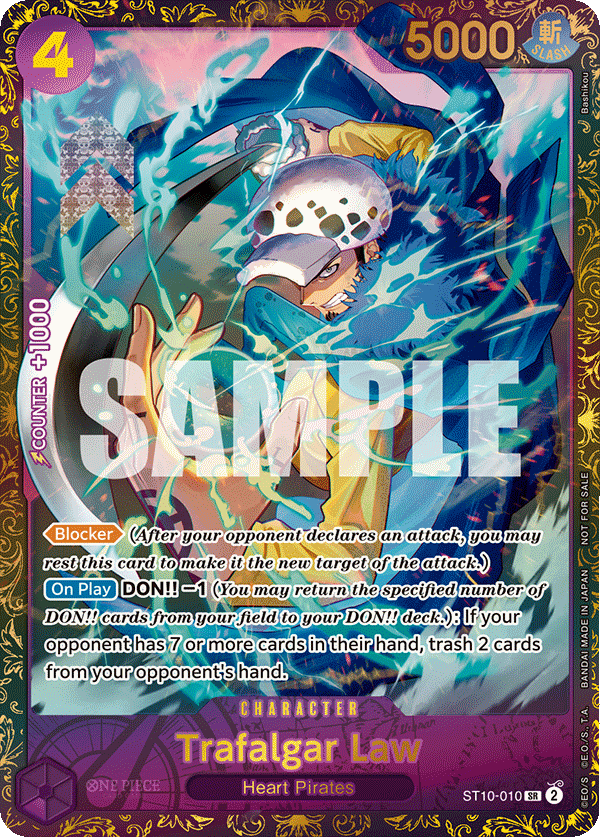 4
5000
斬
SLASH
Bashikou
COUNTER +1000
SAMPLE
Blocker (After your opponent declares an attack, you may
rest this card to make it the new target of the attack.)
On Play DON!! −1 (You may return the specified number of
DON!! cards from your field to your DON!! deck.): If your
opponent has 7 or more cards in their hand, trash 2 cards
from your opponent's hand.
CHARACTER
Trafalgar Law
Heart Pirates
ONE PIECE
ST10-010 SR 2
©E.O./S. ©E.O./S., T.A. BANDAI MADE IN JAPAN NOT FOR SALE